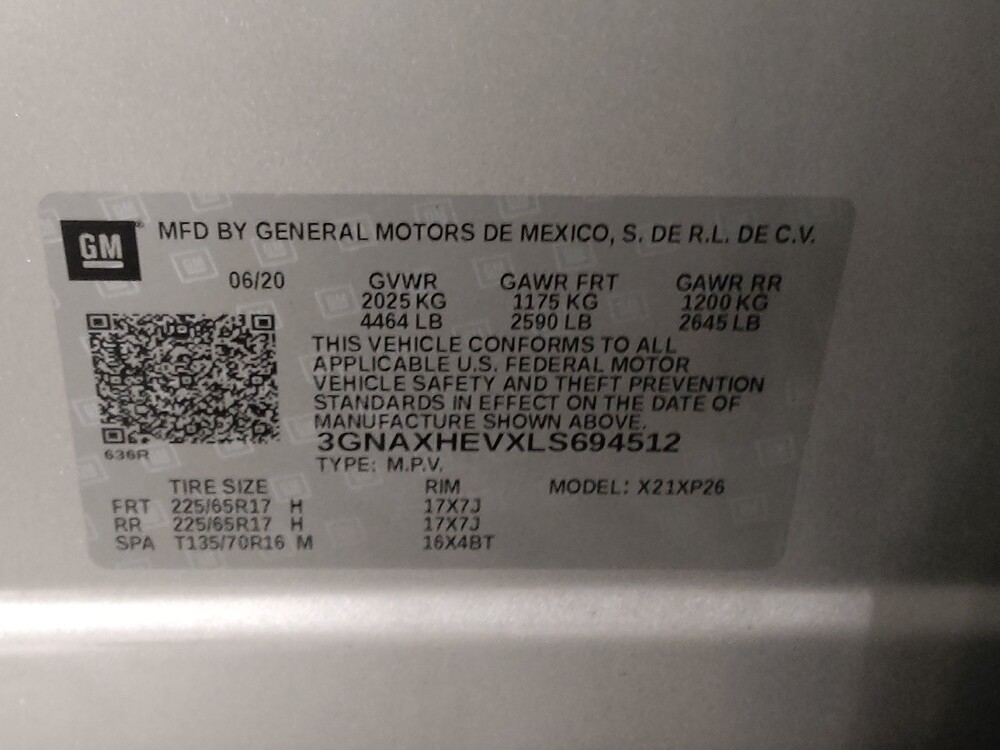 GM
MFD BY GENERAL MOTORS DE MEXICO, S. DE R.L. DE C.V.
06/20 GVWR GAWR FRT GAWR RR
2025 KG 1175 KG 1200 KG
4464 LB 2590 LB 2645 LB
THIS VEHICLE CONFORMS TO ALL
APPLICABLE U.S. FEDERAL MOTOR
VEHICLE SAFETY AND THEFT PREVENTION
STANDARDS IN EFFECT ON THE DATE OF
MANUFACTURE SHOWN ABOVE.
3GNAXHEVXLS694512
636R
TYPE: M.P.V.
TIRE SIZE RIM MODEL: X21XP26
FRT 225/65R17 H 17X7J
RR 225/65R17 H 17X7J
SPA T135/70R16 M 16X4BT